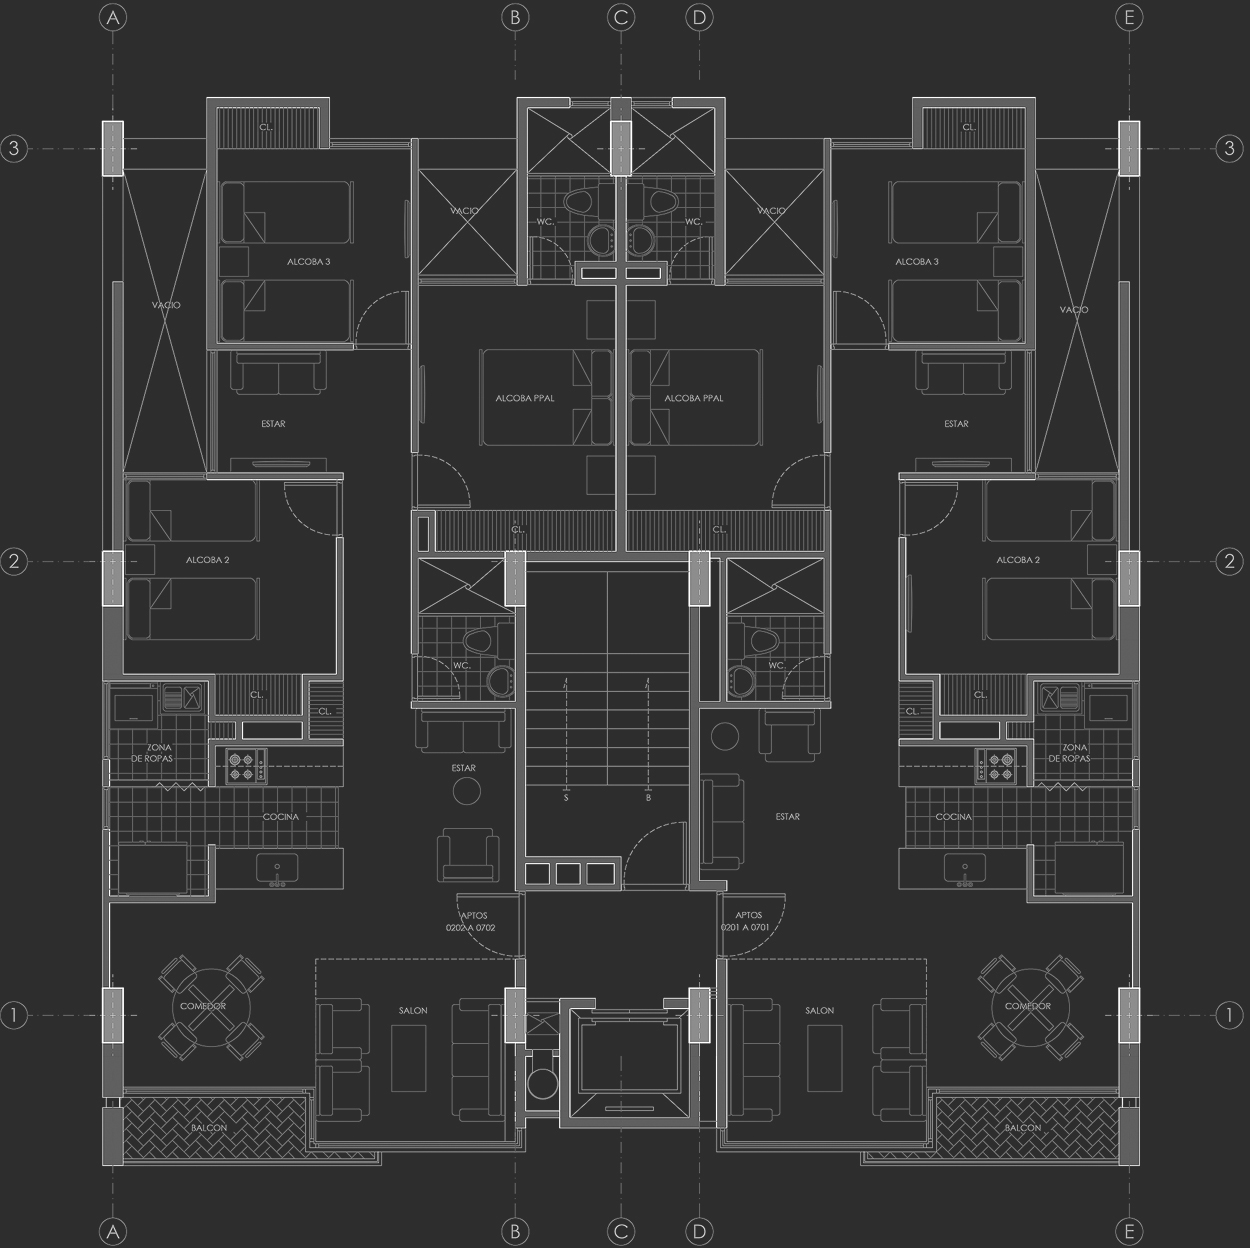 A B C D E
CL. CL.
3 3
VACIO VACIO
WC. WC.
ALCOBA 3 ALCOBA 3
VACIO VACIO
ALCOBA PPAL ALCOBA PPAL
ESTAR ESTAR
CL. CL.
2 2
ALCOBA 2 ALCOBA 2
WC. WC.
CL. CL.
CL. CL.
ZONA
DE ROPAS
ZONA
DE ROPAS
ESTAR
S B
COCINA ESTAR COCINA
APTOS
0202 A 0702
APTOS
0201 A 0701
COMEDOR SALON SALON COMEDOR
1 1
BALCON BALCON
A B C D E